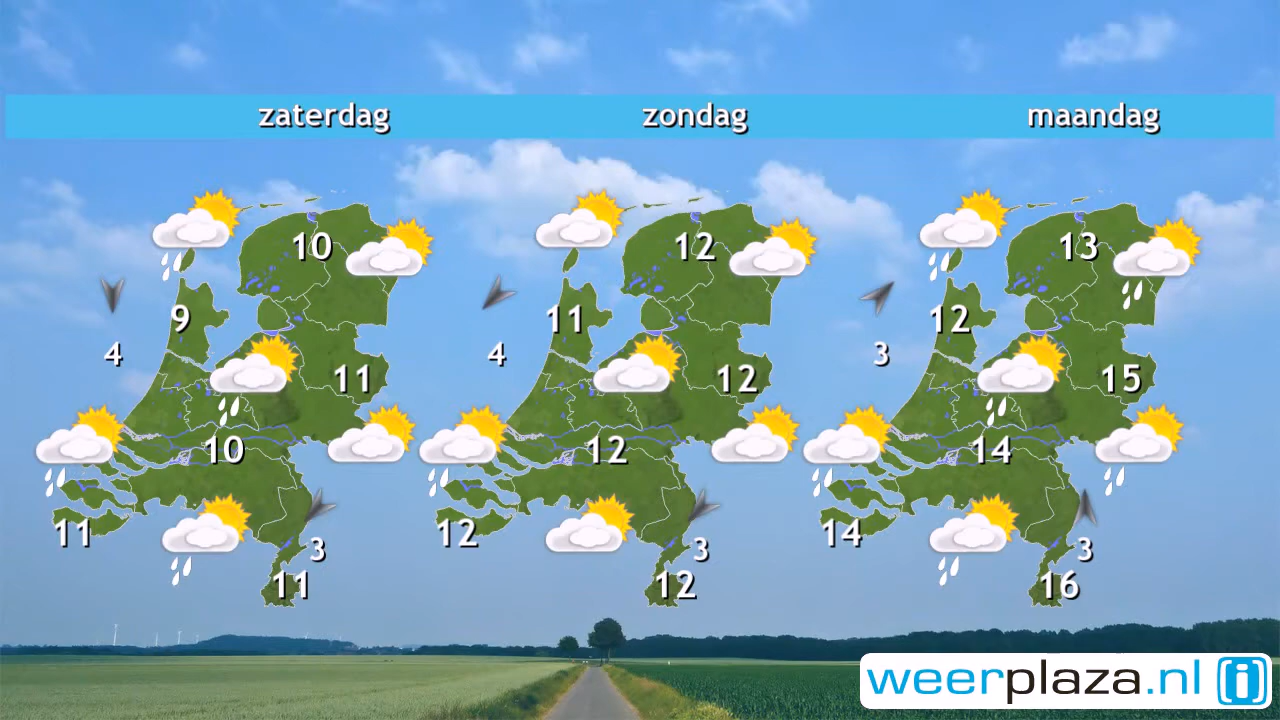 zaterdag zondag maandag
10 12 13
9 11 12
4 4 3
11 12 15
10 12 14
11 12 14
3 3 3
11 12 16
weerplaza.nl i